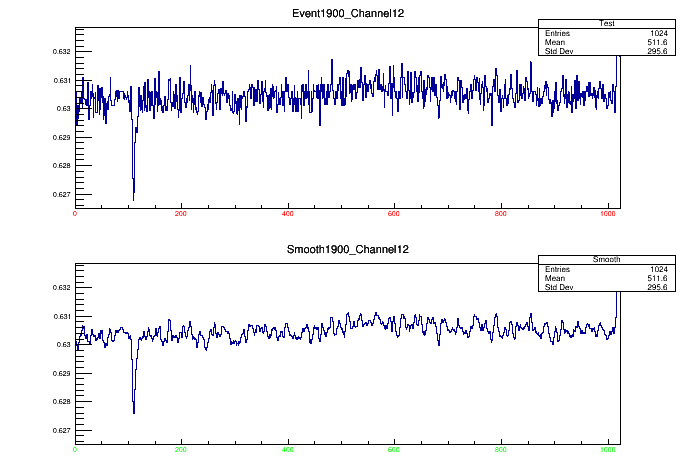 Event1900_Channel12
Test
Entries 1024
Mean 511.6
Std Dev 295.6
0.632
0.631
0.63
0.629
0.628
0.627
0 200 400 600 800 1000
Smooth1900_Channel12
Smooth
Entries 1024
Mean 511.6
Std Dev 295.6
0.632
0.631
0.63
0.629
0.628
0.627
0 200 400 600 800 1000